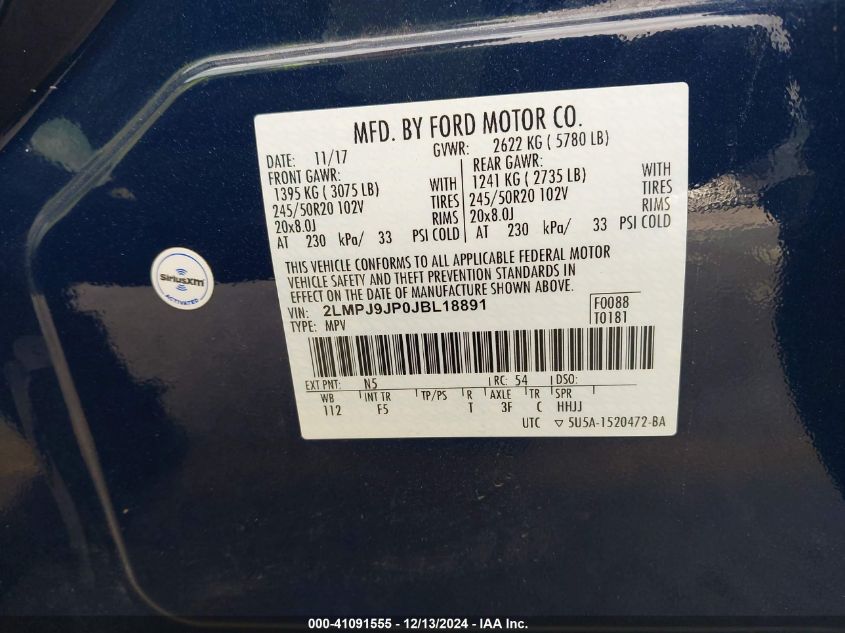 MFD. BY FORD MOTOR CO.
DATE: 11/17 GVWR: 2622 KG ( 5780 LB)
FRONT GAWR: REAR GAWR:
1395 KG ( 3075 LB) WITH 1241 KG ( 2735 LB) WITH
245/50R20 102V TIRES 245/50R20 102V TIRES
20x8.0J RIMS 20x8.0J RIMS
AT 230 kPa/ 33 PSI COLD AT 230 kPa/ 33 PSI COLD
THIS VEHICLE CONFORMS TO ALL APPLICABLE FEDERAL MOTOR
VEHICLE SAFETY AND THEFT PREVENTION STANDARDS IN
EFFECT ON THE DATE OF MANUFACTURE SHOWN ABOVE.
VIN: 2LMPJ9JP0JBL18891 F0088
TYPE: MPV T0181
EXT PNT: N5 RC: 54 DSO:
WB INT TR TP/PS R AXLE TR SPR
112 F5 T 3F C HHJJ
UTC ▽ 5U5A-1520472-BA
SiriusXM
ACTIVATED
000-41091555 - 12/13/2024 - IAA Inc.